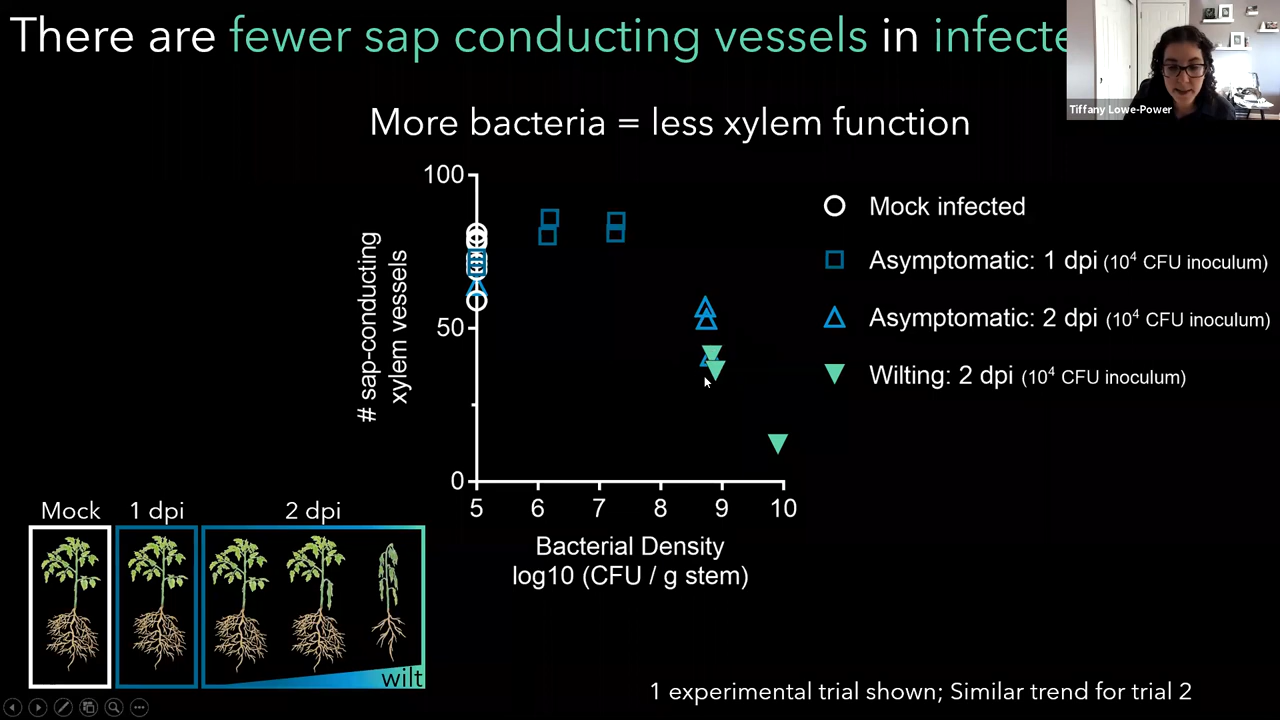 There are fewer sap conducting vessels in infecte
Tiffany Lowe-Power
More bacteria = less xylem function
100
50
0
# sap-conducting
xylem vessels
5 6 7 8 9 10
Bacterial Density
log10 (CFU / g stem)
Mock infected
Asymptomatic: 1 dpi (10⁴ CFU inoculum)
Asymptomatic: 2 dpi (10⁴ CFU inoculum)
Wilting: 2 dpi (10⁴ CFU inoculum)
Mock 1 dpi 2 dpi
wilt
1 experimental trial shown; Similar trend for trial 2